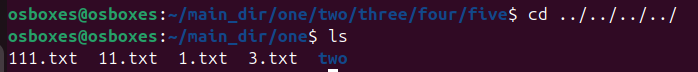 osboxes@osboxes:~/main_dir/one/two/three/four/five$ cd ../../../../
osboxes@osboxes:~/main_dir/one$ ls
111.txt  11.txt  1.txt  3.txt  two